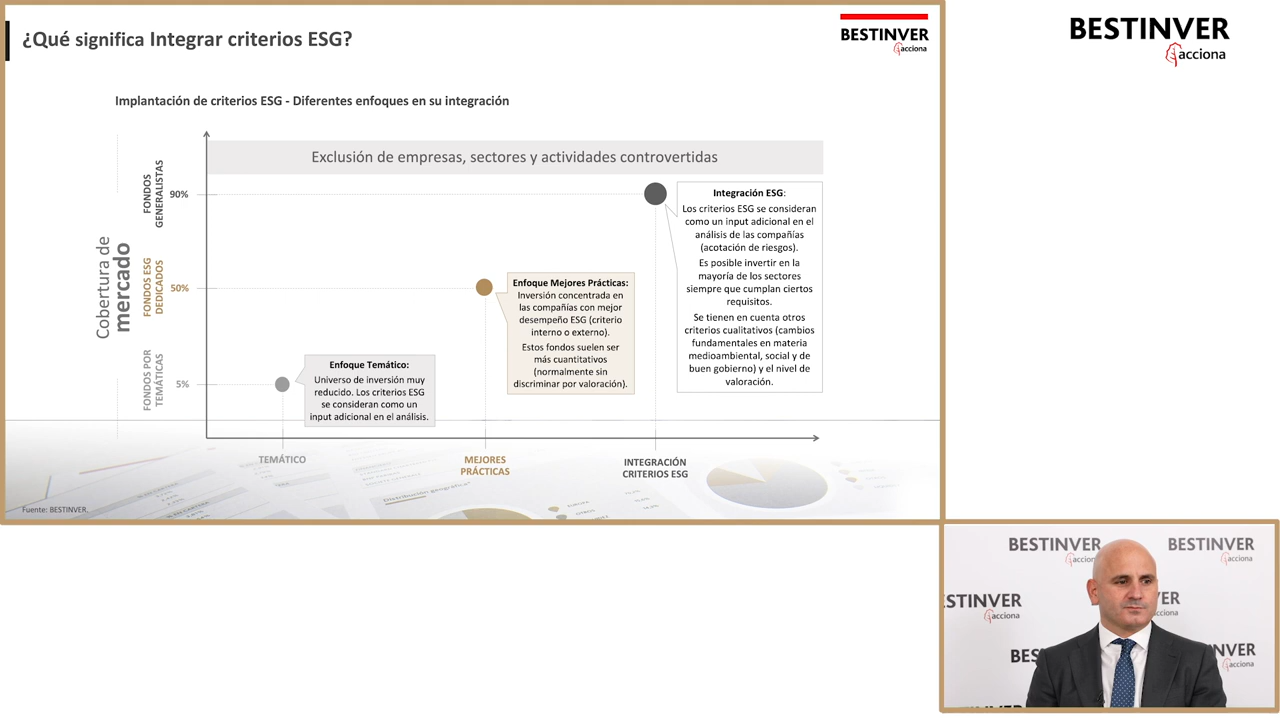 ¿Qué significa Integrar criterios ESG?
BESTINVER
acciona
BESTINVER
acciona
Implantación de criterios ESG - Diferentes enfoques en su integración
Exclusión de empresas, sectores y actividades controvertidas
Cobertura de
mercado
FONDOS
GENERALISTAS
90%
FONDOS ESG
DEDICADOS
50%
FONDOS POR
TEMÁTICAS
5%
Enfoque Temático:
Universo de inversión muy
reducido. Los criterios ESG
se consideran como un
input adicional en el análisis.
Enfoque Mejores Prácticas:
Inversión concentrada en
las compañías con mejor
desempeño ESG (criterio
interno o externo).
Estos fondos suelen ser
más cuantitativos
(normalmente sin
discriminar por valoración).
Integración ESG:
Los criterios ESG se consideran
como un input adicional en el
análisis de las compañías
(acotación de riesgos).
Es posible invertir en la
mayoría de los sectores
siempre que cumplan ciertos
requisitos.
Se tienen en cuenta otros
criterios cualitativos (cambios
fundamentales en materia
medioambiental, social y de
buen gobierno) y el nivel de
valoración.
TEMÁTICO
MEJORES
PRÁCTICAS
INTEGRACIÓN
CRITERIOS ESG
Distribución geográfica
Fuente: BESTINVER.
BESTINVER
acciona
BESTINVER
acciona
STINVER
acciona
VER
acciona
BES
NVER
acciona